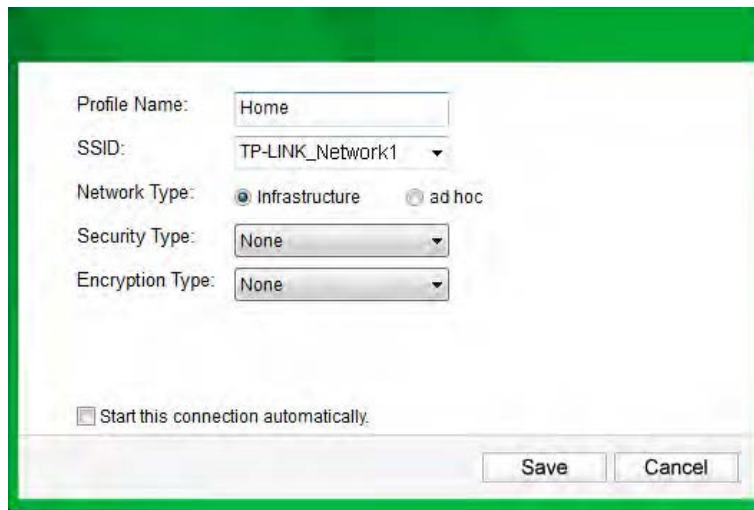 Profile Name: Home
SSID: TP-LINK_Network1
Network Type: Infrastructure ad hoc
Security Type: None
Encryption Type: None
Start this connection automatically.
Save Cancel